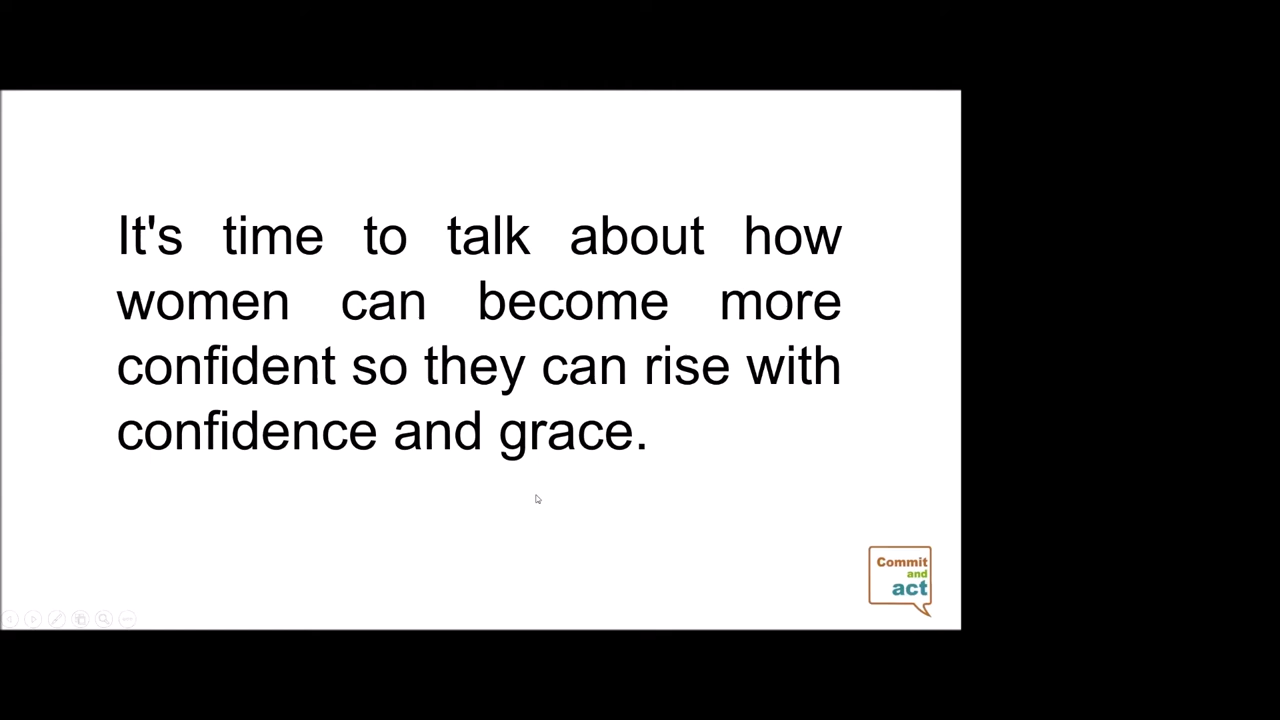 It's time to talk about how
women can become more
confident so they can rise with
confidence and grace.
Commit
and
act